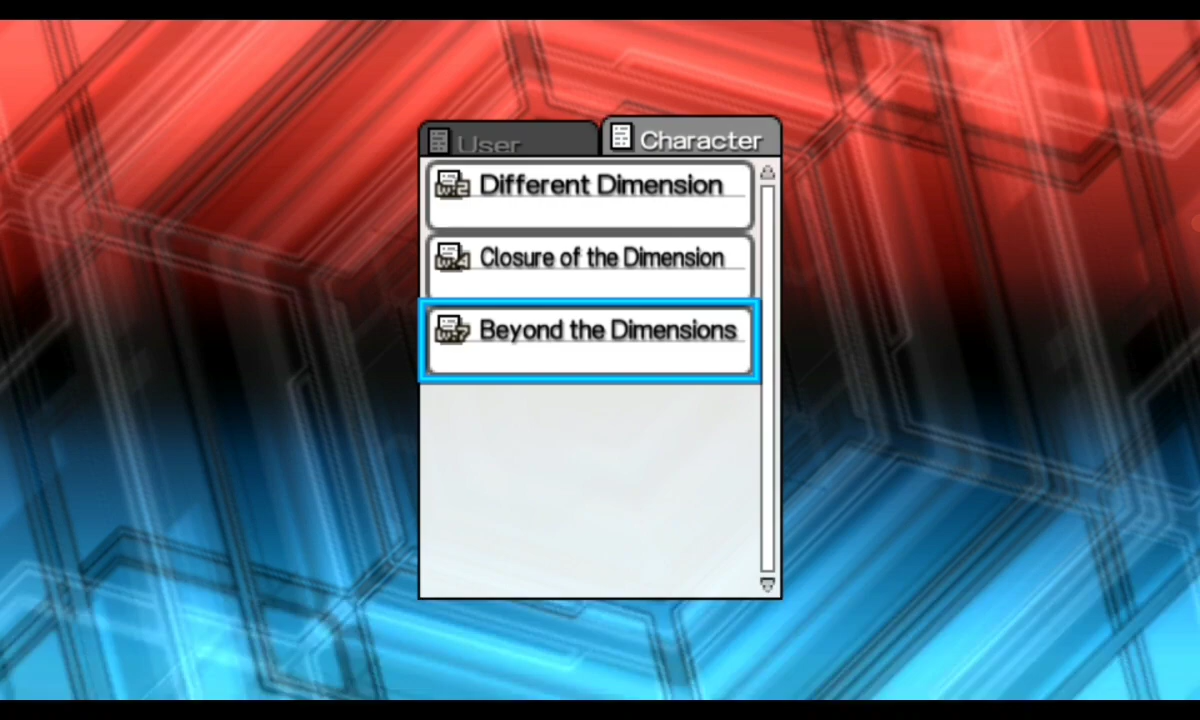 User
Character
Different Dimension
Closure of the Dimension
Beyond the Dimensions